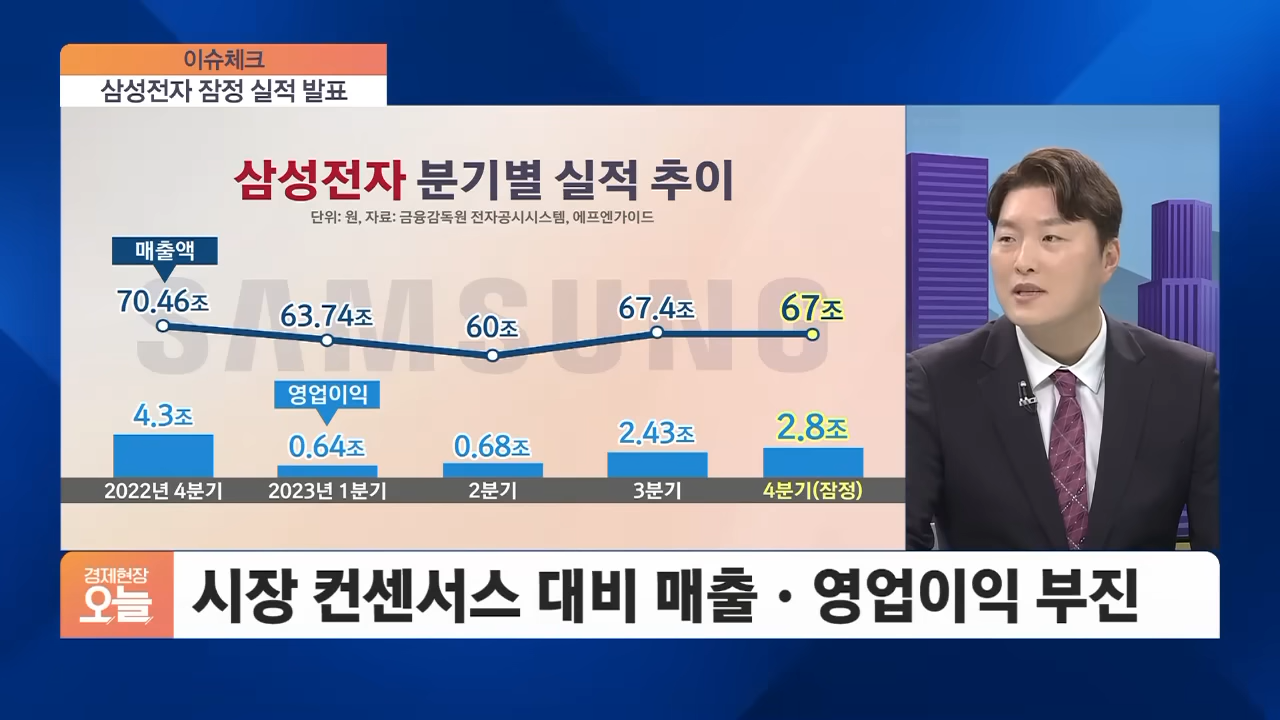 이슈체크
삼성전자 잠정 실적 발표
삼성전자 분기별 실적 추이
단위: 원, 자료: 금융감독원 전자공시시스템, 에프엔가이드
SAMSUNG
매출액
70.46조
63.74조
60조
67.4조
67조
영업이익
4.3조
0.64조
0.68조
2.43조
2.8조
2022년 4분기
2023년 1분기
2분기
3분기
4분기(잠정)
경제현장
오늘
시장 컨센서스 대비 매출·영업이익 부진